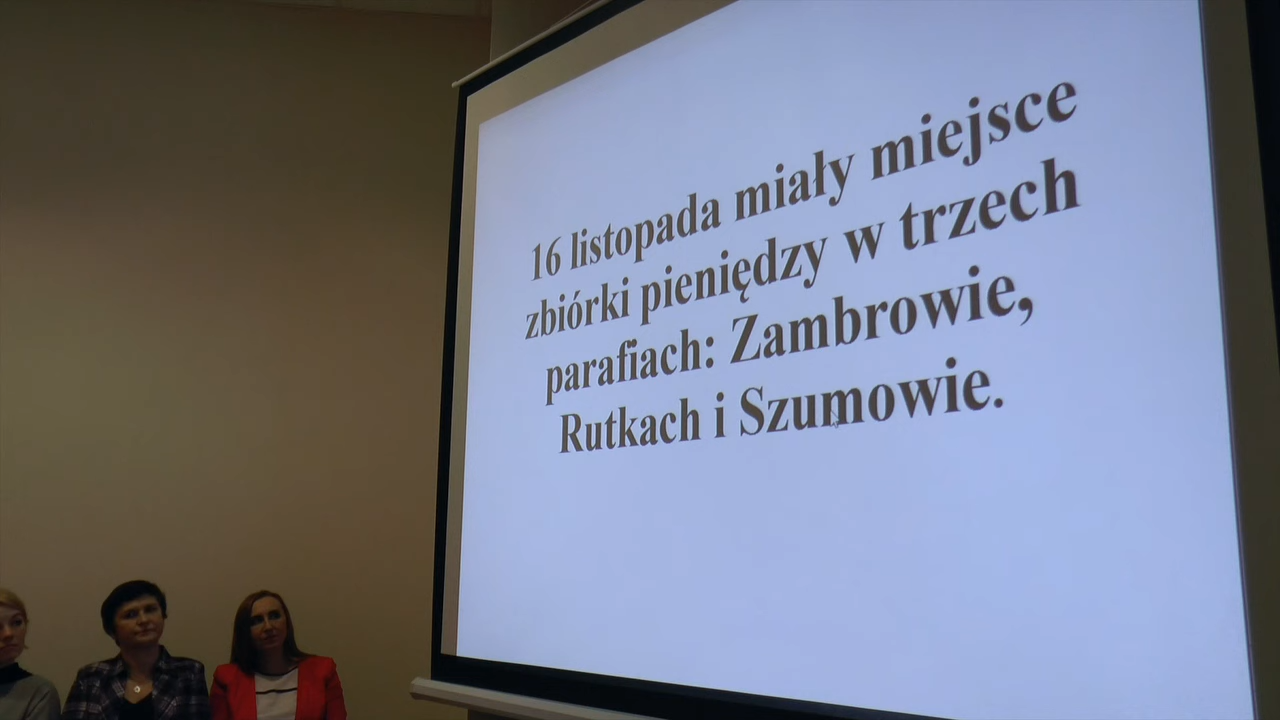 16 listopada miały miejsce
zbiórki pieniędzy w trzech
parafiach: Zambrowie,
Rutkach i Szumowie.